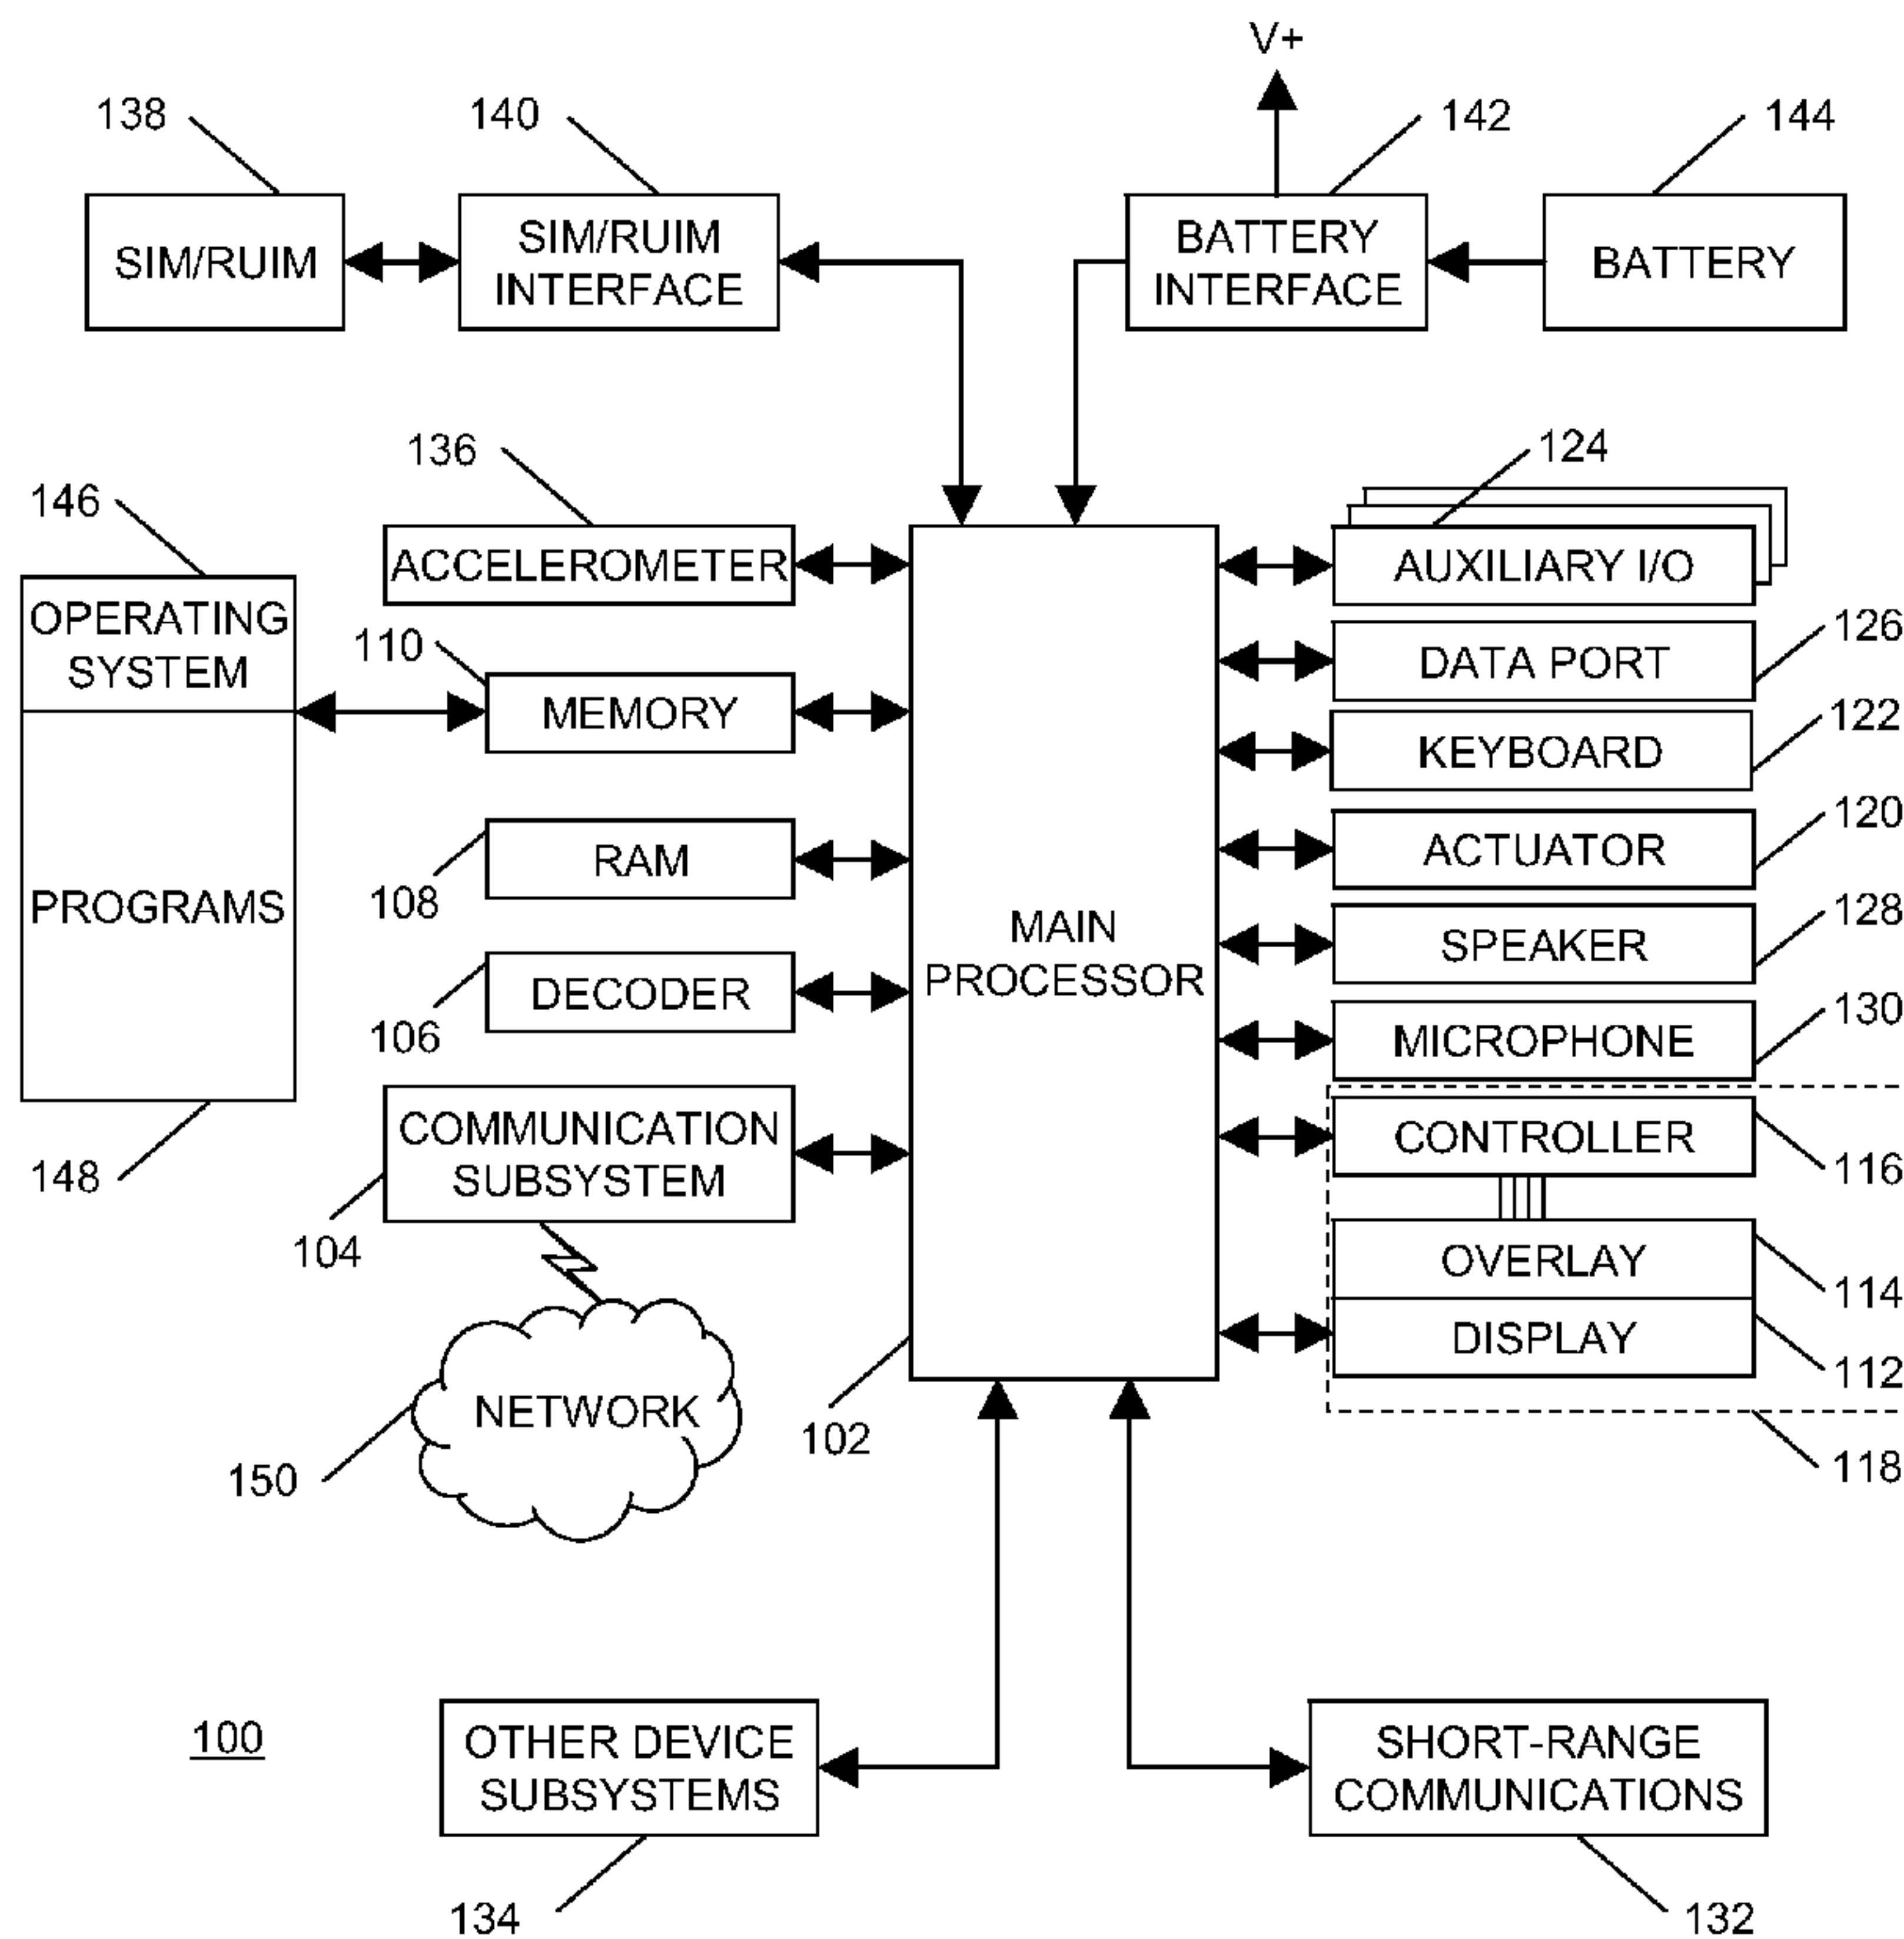 V+
138
140
142
144
SIM/RUIM
SIM/RUIM
INTERFACE
BATTERY
INTERFACE
BATTERY
136
124
146
ACCELEROMETER
AUXILIARY I/O
OPERATING
SYSTEM
110
126
MEMORY
DATA PORT
122
KEYBOARD
120
RAM
ACTUATOR
108
PROGRAMS
128
MAIN
PROCESSOR
SPEAKER
DECODER
130
106
MICROPHONE
COMMUNICATION
SUBSYSTEM
CONTROLLER
148
116
104
OVERLAY
114
DISPLAY
112
NETWORK
102
150
118
100
OTHER DEVICE
SUBSYSTEMS
SHORT-RANGE
COMMUNICATIONS
134
132